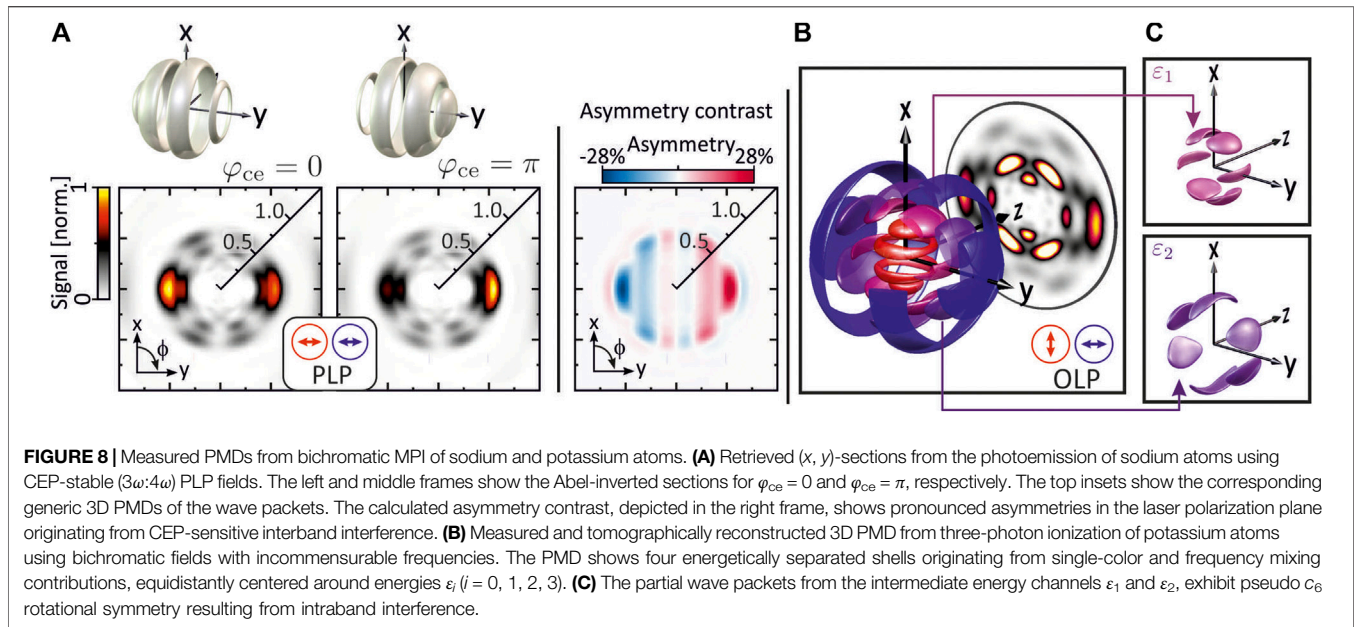 A
x
y
φce = 0
x
y
φce = π
Signal [norm.]
1
0
1.0
0.5
x
ϕ
y
1.0
0.5
PLP
Asymmetry contrast
Asymmetry
-28%
28%
1.0
0.5
x
ϕ
y
B
x
z
y
OLP
C
ε1
x
z
y
ε2
x
z
y
FIGURE 8 | Measured PMDs from bichromatic MPI of sodium and potassium atoms. (A) Retrieved (x, y)-sections from the photoemission of sodium atoms using
CEP-stable (3ω:4ω) PLP fields. The left and middle frames show the Abel-inverted sections for φce = 0 and φce = π, respectively. The top insets show the corresponding
generic 3D PMDs of the wave packets. The calculated asymmetry contrast, depicted in the right frame, shows pronounced asymmetries in the laser polarization plane
originating from CEP-sensitive interband interference. (B) Measured and tomographically reconstructed 3D PMD from three-photon ionization of potassium atoms
using bichromatic fields with incommensurable frequencies. The PMD shows four energetically separated shells originating from single-color and frequency mixing
contributions, equidistantly centered around energies εi (i = 0, 1, 2, 3). (C) The partial wave packets from the intermediate energy channels ε1 and ε2, exhibit pseudo c6
rotational symmetry resulting from intraband interference.